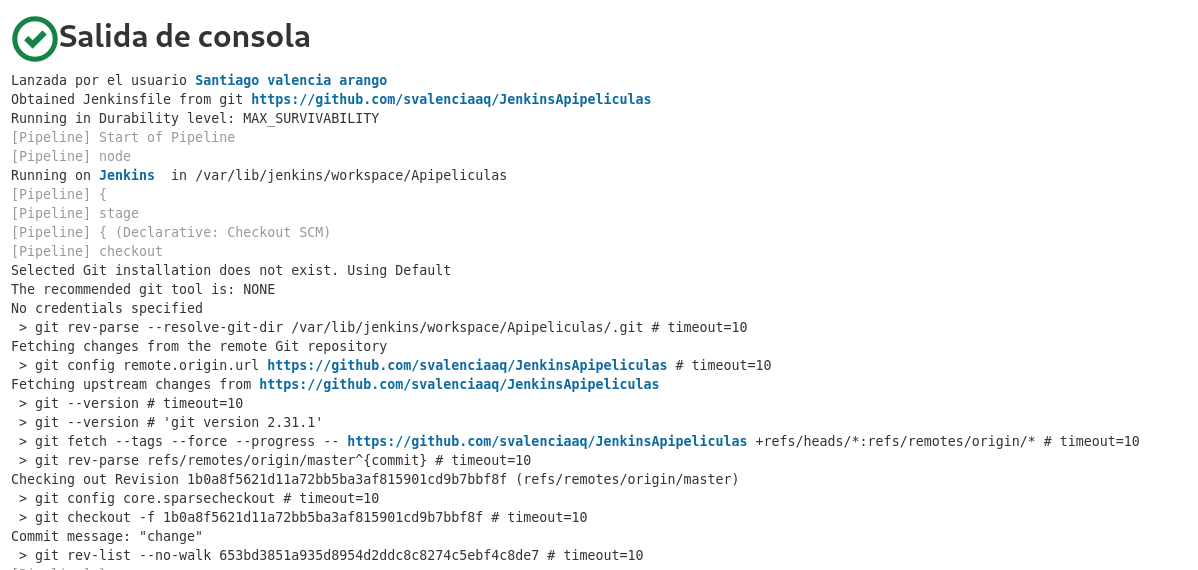 Salida de consola
Lanzada por el usuario Santiago valencia arango
Obtained Jenkinsfile from git https://github.com/svalenciaaq/JenkinsApipeliculas
Running in Durability level: MAX_SURVIVABILITY
[Pipeline] Start of Pipeline
[Pipeline] node
Running on Jenkins  in /var/lib/jenkins/workspace/Apipeliculas
[Pipeline] {
[Pipeline] stage
[Pipeline] { (Declarative: Checkout SCM)
[Pipeline] checkout
Selected Git installation does not exist. Using Default
The recommended git tool is: NONE
No credentials specified
 > git rev-parse --resolve-git-dir /var/lib/jenkins/workspace/Apipeliculas/.git # timeout=10
Fetching changes from the remote Git repository
 > git config remote.origin.url https://github.com/svalenciaaq/JenkinsApipeliculas # timeout=10
Fetching upstream changes from https://github.com/svalenciaaq/JenkinsApipeliculas
 > git --version # timeout=10
 > git --version # 'git version 2.31.1'
 > git fetch --tags --force --progress -- https://github.com/svalenciaaq/JenkinsApipeliculas +refs/heads/*:refs/remotes/origin/* # timeout=10
 > git rev-parse refs/remotes/origin/master^{commit} # timeout=10
Checking out Revision 1b0a8f5621d11a72bb5ba3af815901cd9b7bbf8f (refs/remotes/origin/master)
 > git config core.sparsecheckout # timeout=10
 > git checkout -f 1b0a8f5621d11a72bb5ba3af815901cd9b7bbf8f # timeout=10
Commit message: "change"
 > git rev-list --no-walk 653bd3851a935d8954d2ddc8c8274c5ebf4c8de7 # timeout=10